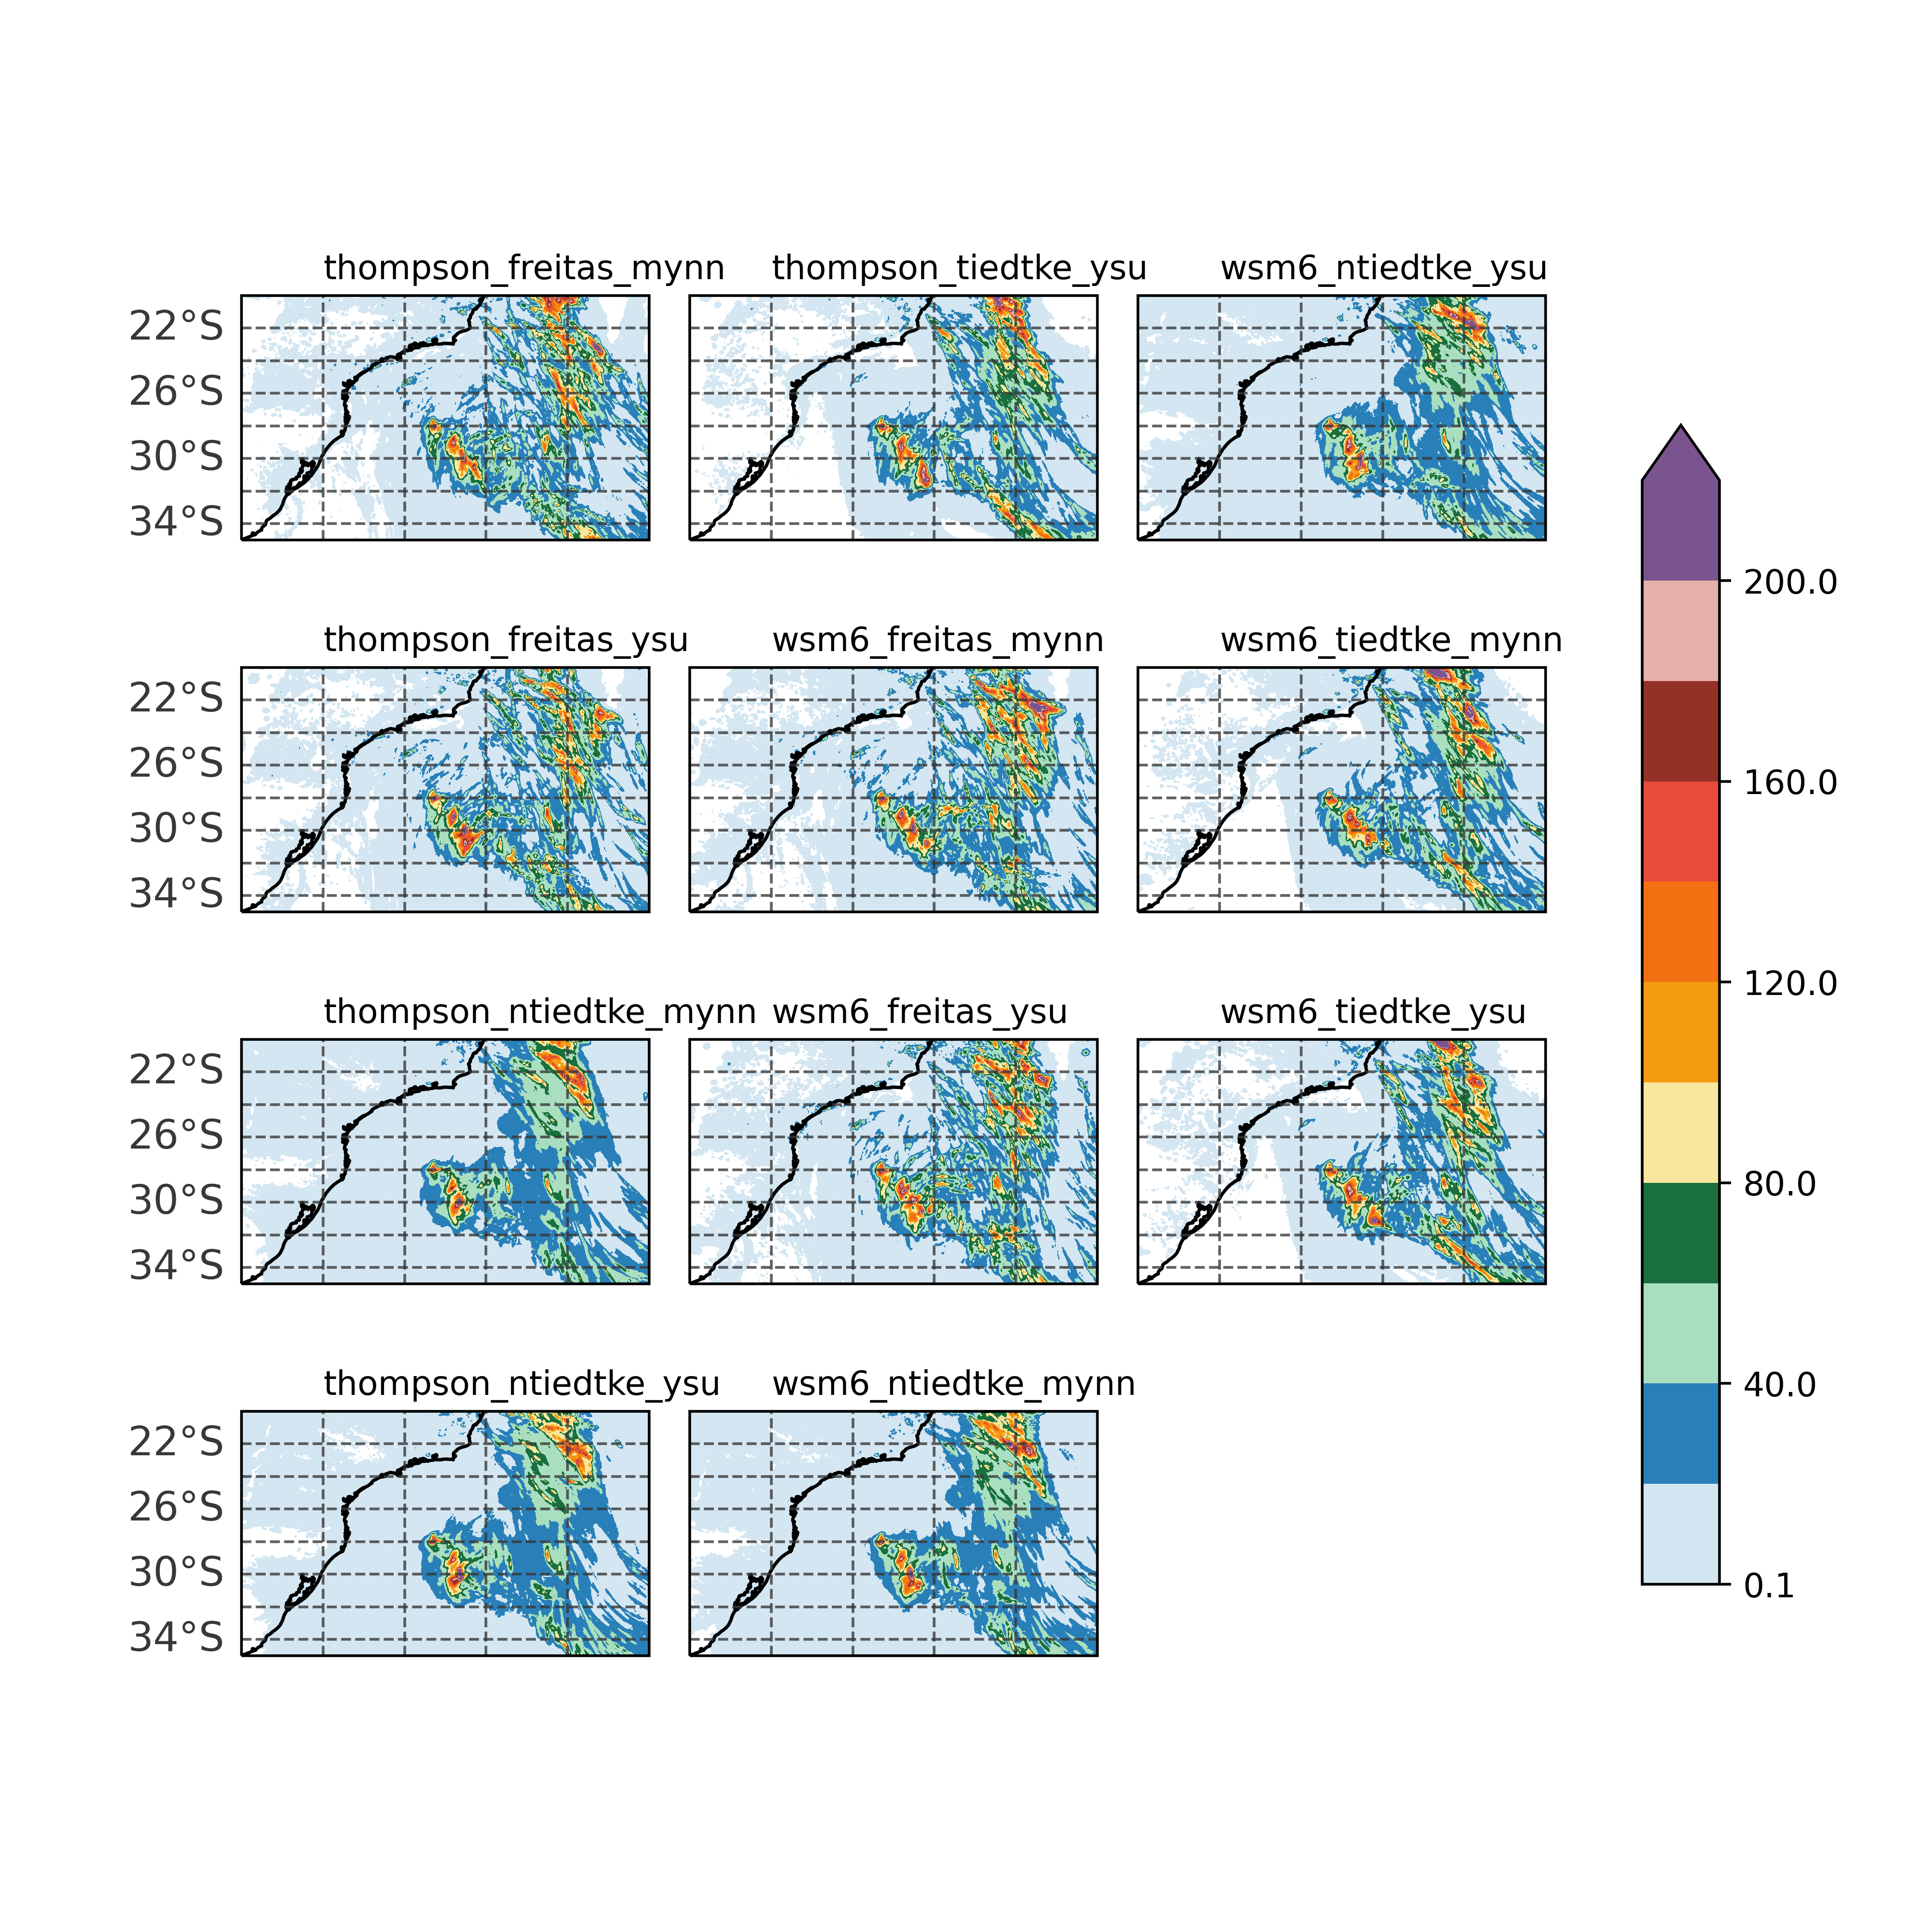 thompson_freitas_mynn
thompson_tiedtke_ysu
wsm6_ntiedtke_ysu
22°S
26°S
30°S
34°S
thompson_freitas_ysu
wsm6_freitas_mynn
wsm6_tiedtke_mynn
22°S
26°S
30°S
34°S
thompson_ntiedtke_mynn
wsm6_freitas_ysu
wsm6_tiedtke_ysu
22°S
26°S
30°S
34°S
thompson_ntiedtke_ysu
wsm6_ntiedtke_mynn
22°S
26°S
30°S
34°S
200.0
160.0
120.0
80.0
40.0
0.1